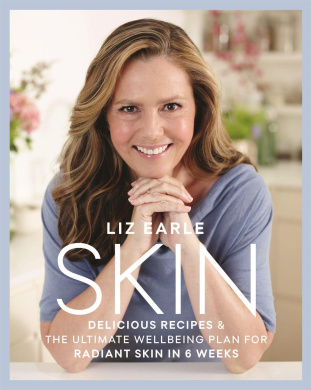 LIZ EARLE
SKIN
DELICIOUS RECIPES &
THE ULTIMATE WELLBEING PLAN FOR
RADIANT SKIN IN 6 WEEKS